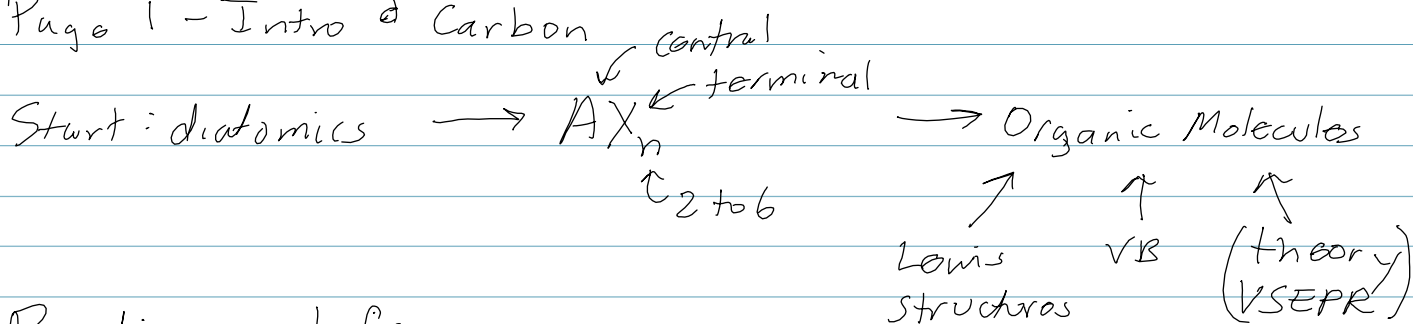 Page 1 - Intro & Carbon
central
terminal
Start: diatomics → AXn → Organic Molecules
2 to 6
Lewis VB (theory
Structures VSEPR)